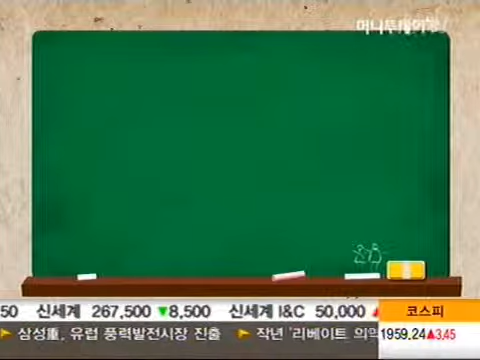 머니투데이방송
50 신세계 267,500 ▼8,500 신세계 I&C 50,000 ▲
코스피
▶ 삼성重, 유럽 풍력발전시장 진출 ▶ 작년 '리베이트 의약
1959.24▲3.45